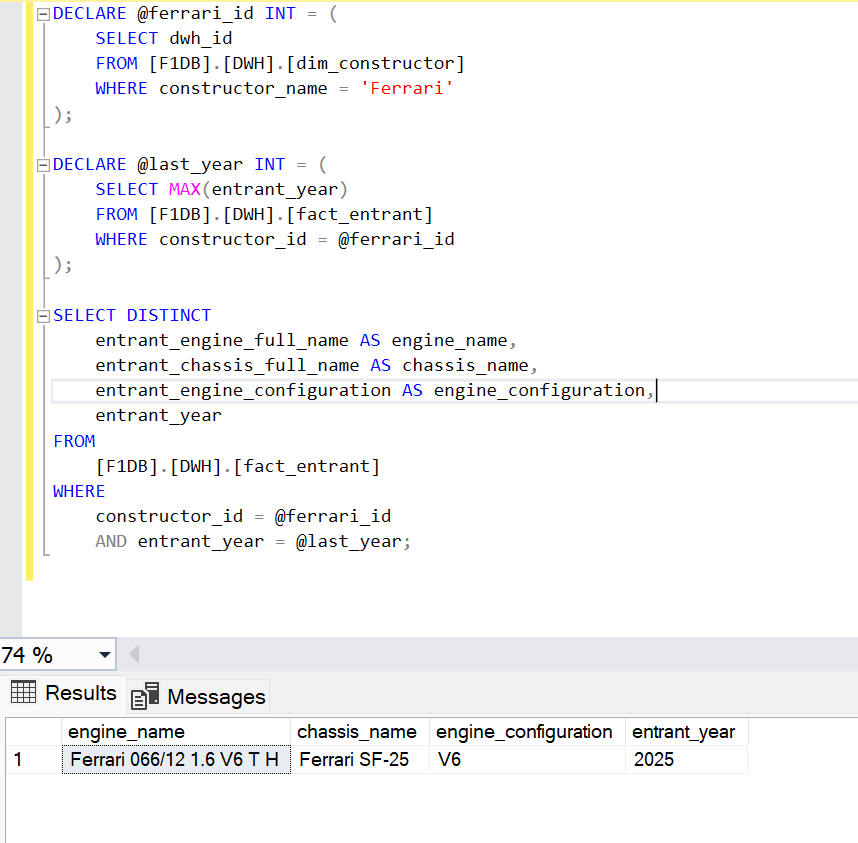 DECLARE @ferrari_id INT = (
SELECT dwh_id
FROM [F1DB].[DWH].[dim_constructor]
WHERE constructor_name = 'Ferrari'
);
DECLARE @last_year INT = (
SELECT MAX(entrant_year)
FROM [F1DB].[DWH].[fact_entrant]
WHERE constructor_id = @ferrari_id
);
SELECT DISTINCT
entrant_engine_full_name AS engine_name,
entrant_chassis_full_name AS chassis_name,
entrant_engine_configuration AS engine_configuration,
entrant_year
FROM
[F1DB].[DWH].[fact_entrant]
WHERE
constructor_id = @ferrari_id
AND entrant_year = @last_year;
74 %
Results Messages
engine_name chassis_name engine_configuration entrant_year
1 Ferrari 066/12 1.6 V6 T H Ferrari SF-25 V6 2025